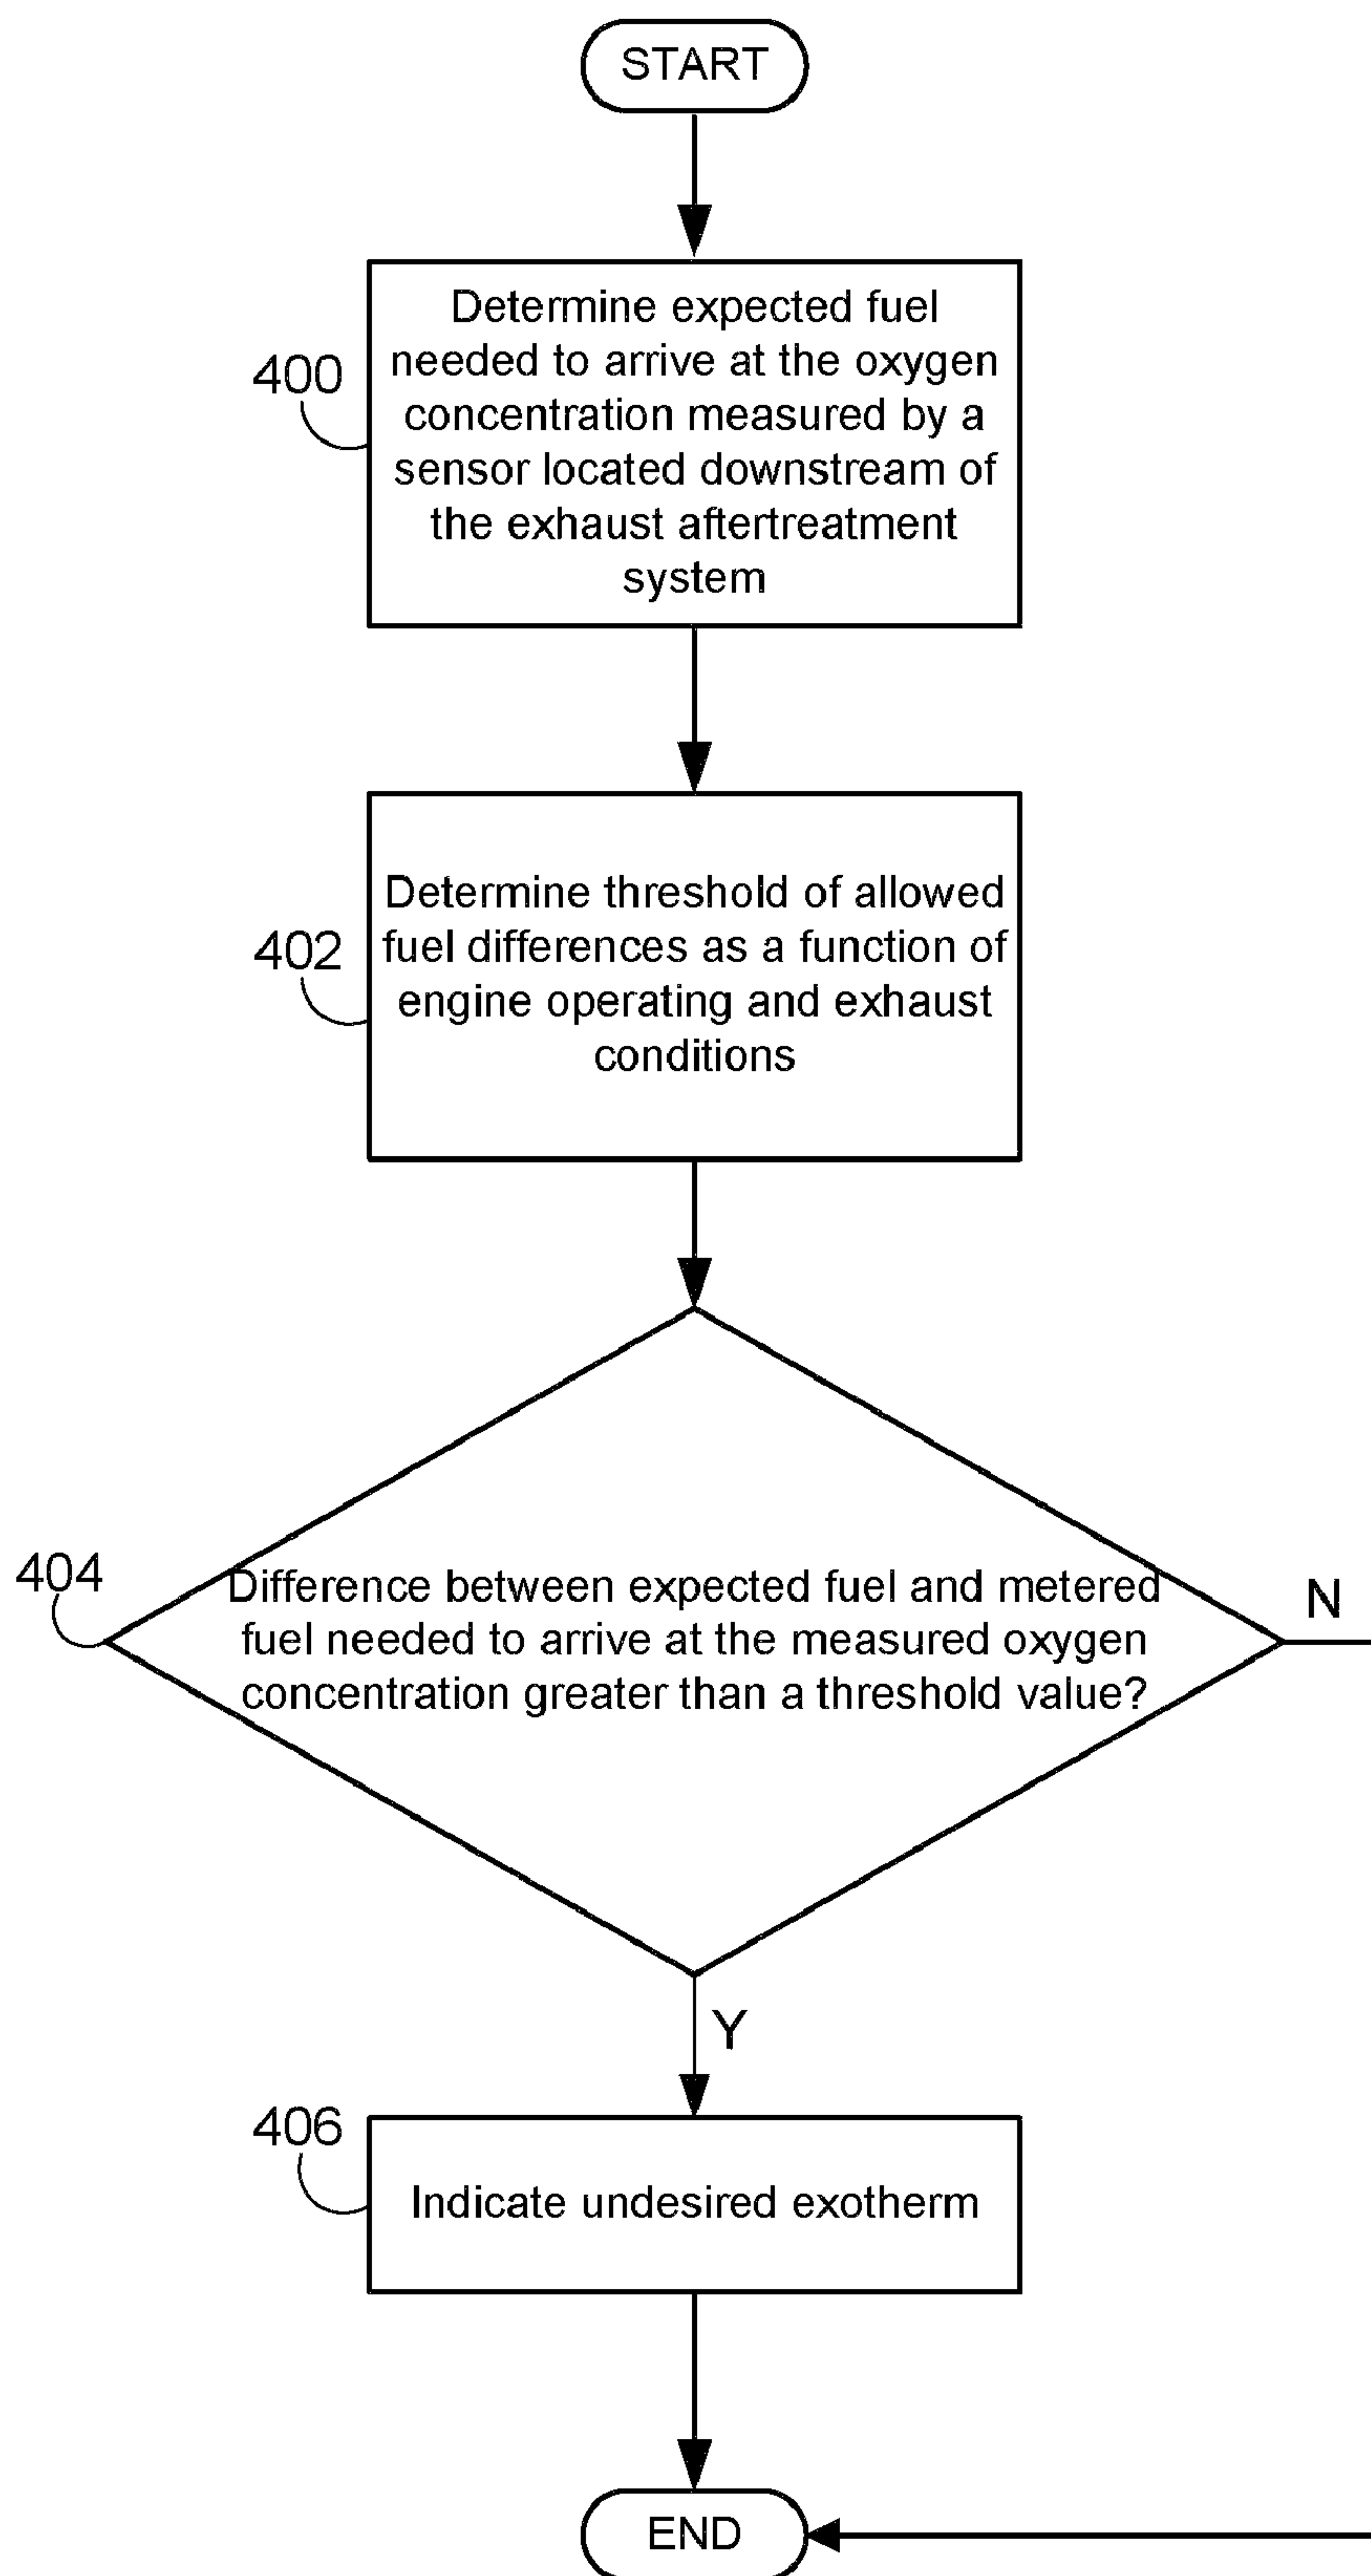 START
Determine expected fuel
needed to arrive at the oxygen
concentration measured by a
sensor located downstream of
the exhaust aftertreatment
system
400
Determine threshold of allowed
fuel differences as a function of
engine operating and exhaust
conditions
402
Difference between expected fuel and metered
fuel needed to arrive at the measured oxygen
concentration greater than a threshold value?
404
N
Y
406
Indicate undesired exotherm
END